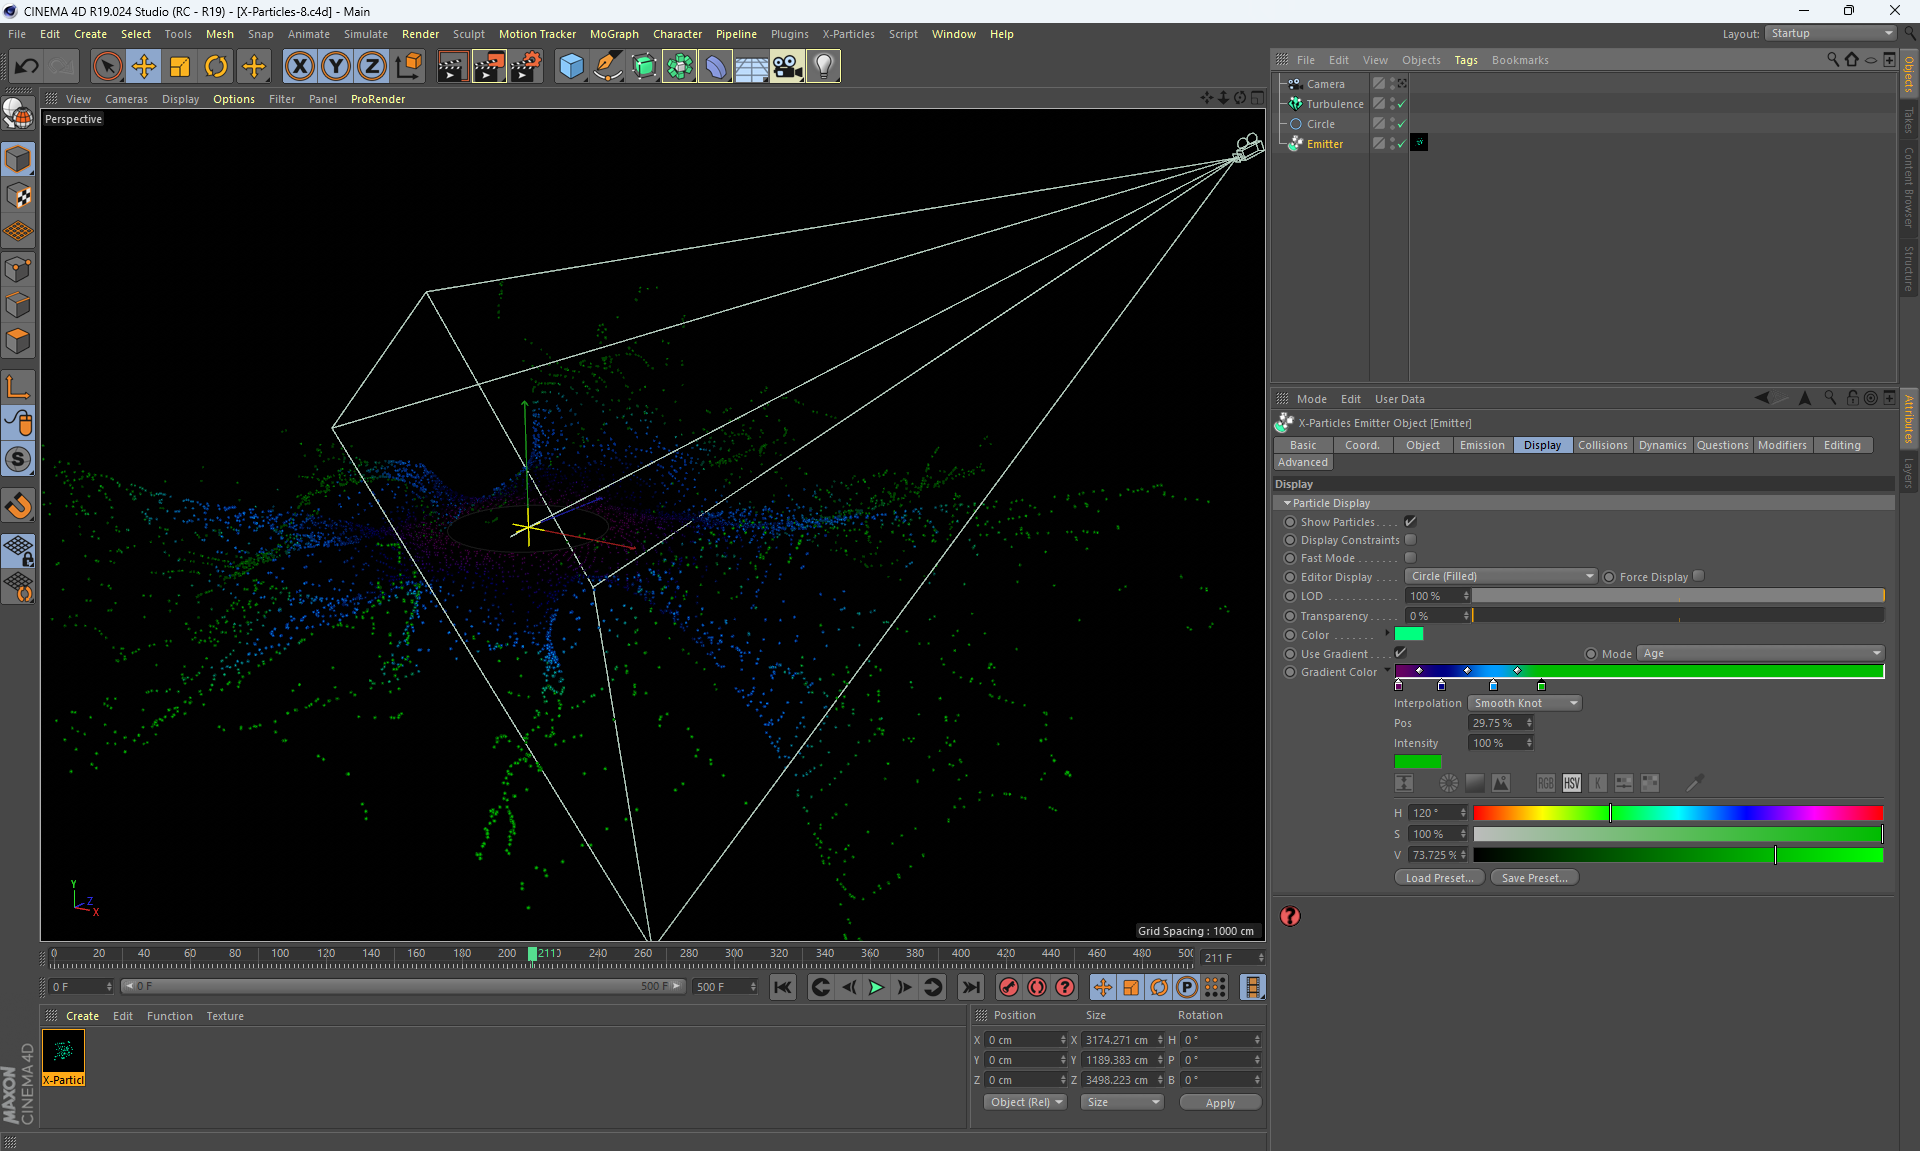 CINEMA 4D R19.024 Studio (RC - R19) - [X-Particles-8.c4d] - Main
File Edit Create Select Tools Snap Mesh Animate Simulate Render Sculpt Motion Tracker MoGraph Character Pipeline Plugins X-Particles Script Window Help
Layout: Startup
View Cameras Display Options Filter Panel ProRender
Perspective
Grid Spacing : 1000 cm
Y
Z
X
0 20 40 60 80 100 120 140 160 180 200 2110 240 260 280 300 320 340 360 380 400 420 440 460 480 500
211 F
0 F
0 F
500 F
500 F
Create Edit Function Texture
X-Particl
MAXON
CINEMA 4D
Position Size Rotation
X 0 cm X 3174.271 cm H 0 °
Y 0 cm Y 1189.383 cm P 0 °
Z 0 cm Z 3498.223 cm B 0 °
Object (Rel) Size Apply
File Edit View Objects Tags Bookmarks
Camera
Turbulence
Circle
Emitter
Objects
Takes
Content Browser
Structure
Mode Edit User Data
X-Particles Emitter Object [Emitter]
Basic Coord. Object Emission Display Collisions Dynamics Questions Modifiers Editing
Advanced
Attributes
Layers
Display
Particle Display
Show Particles . . . .
Display Constraints
Fast Mode . . . . . . .
Editor Display . . . . Circle (Filled) Force Display
LOD . . . . . . . . . . . . 100 %
Transparency . . . . . 0 %
Color . . . . . . .
Use Gradient . . . Mode Age
Gradient Color
Interpolation Smooth Knot
Pos 29.75 %
Intensity 100 %
RGB HSV K
H 120 °
S 100 %
V 73.725 %
Load Preset... Save Preset...
?